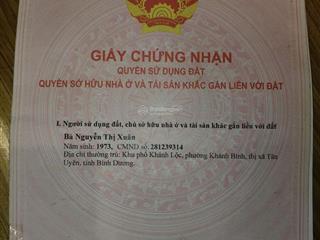 GIẤY CHỨNG NHẬN
QUYỀN SỬ DỤNG ĐẤT
QUYỀN SỞ HỮU NHÀ Ở VÀ TÀI SẢN KHÁC GẮN LIỀN VỚI ĐẤT
I. Người sử dụng đất, chủ sở hữu nhà ở và tài sản khác gắn liền với đất
Bà Nguyễn Thị Xuân
Năm sinh: 1973, CMND số: 281239314
Địa chỉ thường trú: Khu phố Khánh Lộc, phường Khánh Bình, thị xã Tân
Uyên, tỉnh Bình Dương.